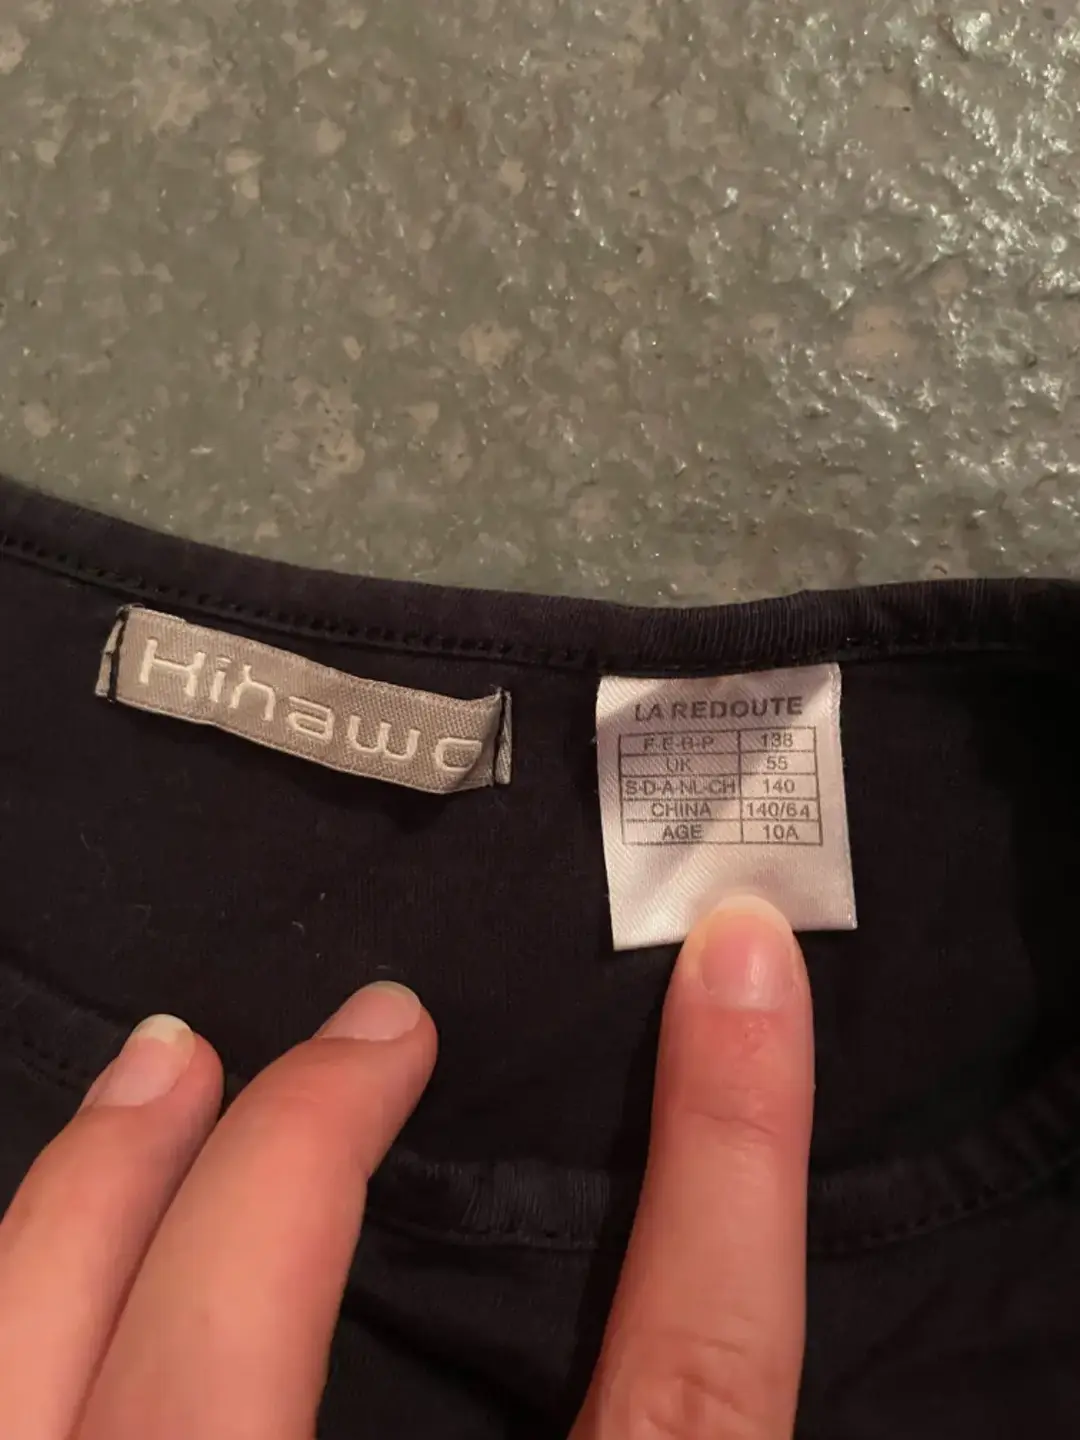 Hihawc
LA REDOUTE
F-E-B-P 138
UK 55
S-D-A-NL-CH 140
CHINA 140/64
AGE 10A